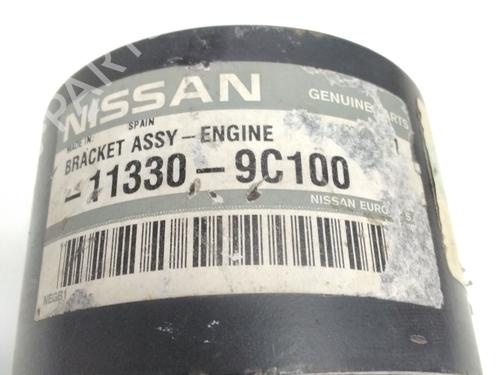 NISSAN
GENUINE PARTS
MADE IN: SPAIN
BRACKET ASSY - ENGINE
1
-11330-9C100
NISSAN EURO